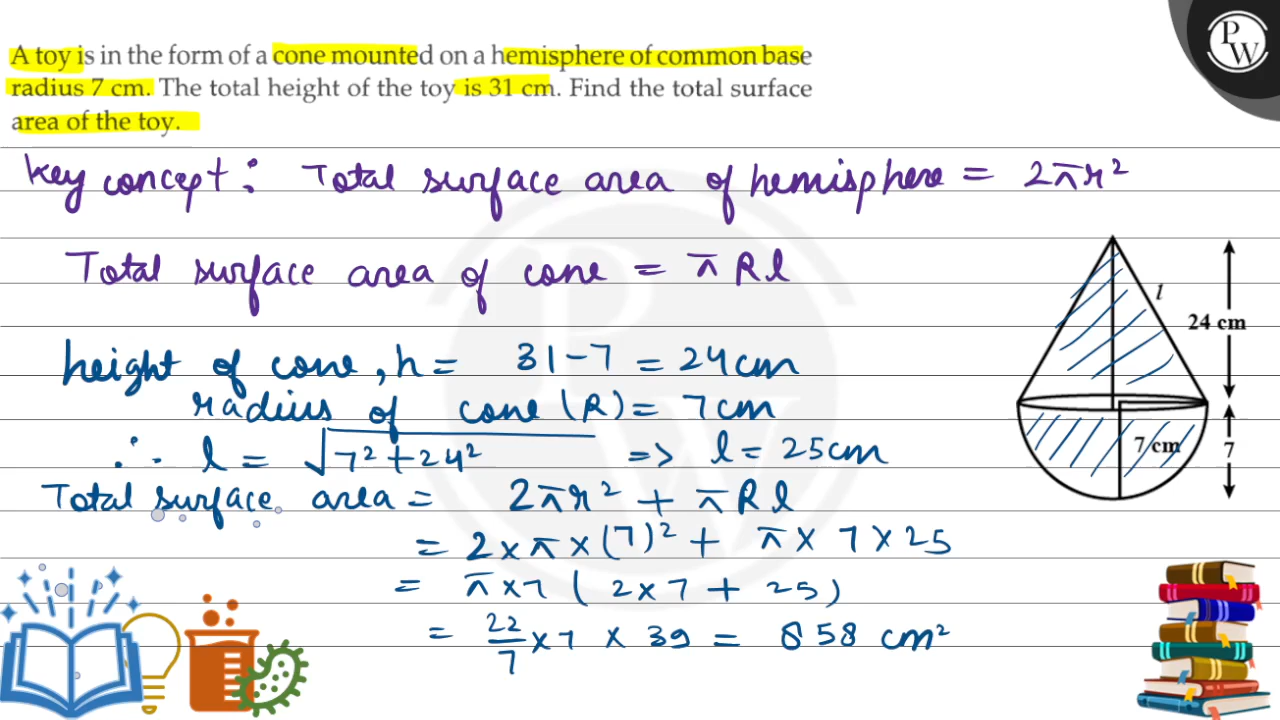 A toy is in the form of a cone mounted on a hemisphere of common base
radius 7 cm. The total height of the toy is 31 cm. Find the total surface
area of the toy.
PW
Key concept: Total surface area of hemisphere = 2πr²
Total surface area of cone = πRl
height of cone, h = 31-7 = 24cm
radius of cone (R) = 7cm
∴ l = √7²+24² => l = 25cm
Total surface area = 2πr² + πRl
= 2×π×(7)² + π×7×25
= π×7 (2×7 + 25)
= 22/7 ×7 × 39 = 858 cm²
l
24 cm
7 cm
7